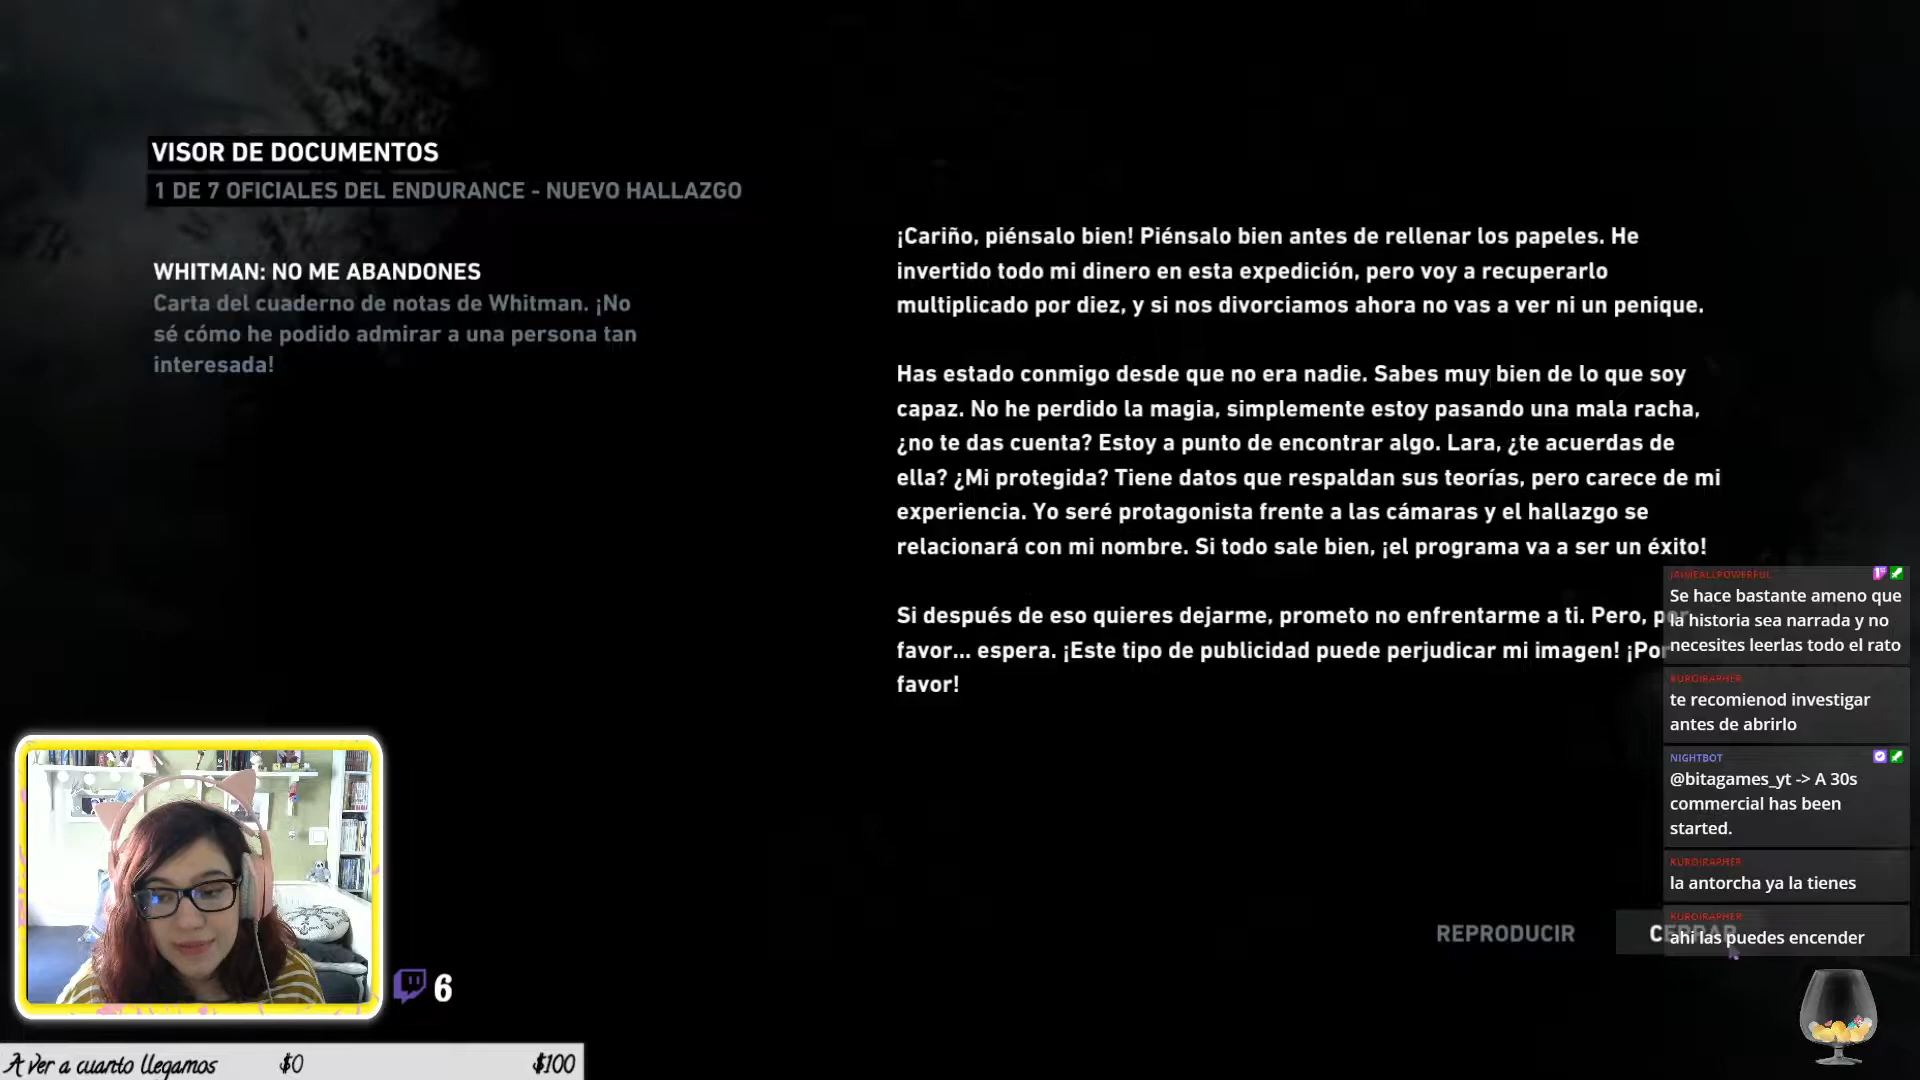 VISOR DE DOCUMENTOS
1 DE 7 OFICIALES DEL ENDURANCE - NUEVO HALLAZGO
WHITMAN: NO ME ABANDONES
Carta del cuaderno de notas de Whitman. ¡No
sé cómo he podido admirar a una persona tan
interesada!
¡Cariño, piénsalo bien! Piénsalo bien antes de rellenar los papeles. He
invertido todo mi dinero en esta expedición, pero voy a recuperarlo
multiplicado por diez, y si nos divorciamos ahora no vas a ver ni un penique.
Has estado conmigo desde que no era nadie. Sabes muy bien de lo que soy
capaz. No he perdido la magia, simplemente estoy pasando una mala racha,
¿no te das cuenta? Estoy a punto de encontrar algo. Lara, ¿te acuerdas de
ella? ¿Mi protegida? Tiene datos que respaldan sus teorías, pero carece de mi
experiencia. Yo seré protagonista frente a las cámaras y el hallazgo se
relacionará con mi nombre. Si todo sale bien, ¡el programa va a ser un éxito!
Si después de eso quieres dejarme, prometo no enfrentarme a ti. Pero, por
favor... espera. ¡Este tipo de publicidad puede perjudicar mi imagen! ¡Por
favor!
JAIMEALLPOWERFUL
Se hace bastante ameno que
la historia sea narrada y no
necesites leerlas todo el rato
KUROIRAPHER
te recomienod investigar
antes de abrirlo
NIGHTBOT
@bitagames_yt -> A 30s
commercial has been
started.
KUROIRAPHER
la antorcha ya la tienes
KUROIRAPHER
ahi las puedes encender
REPRODUCIR
CERRAR
6
A ver a cuanto llegamos $0 $100